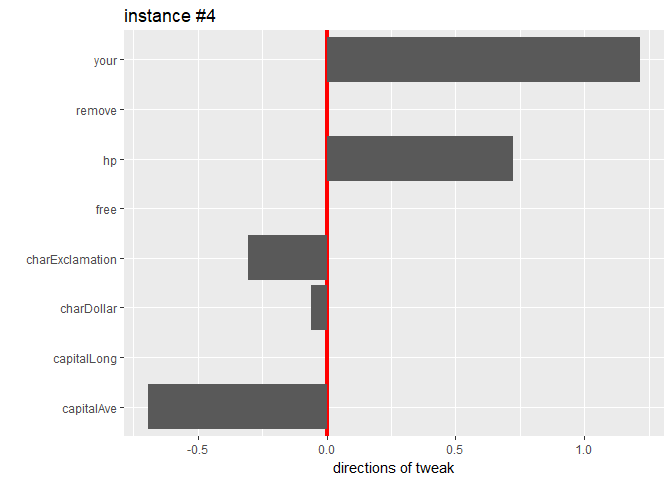 instance #4
your
remove
hp
free
charExclamation
charDollar
capitalLong
capitalAve
-0.5 0.0 0.5 1.0
directions of tweak